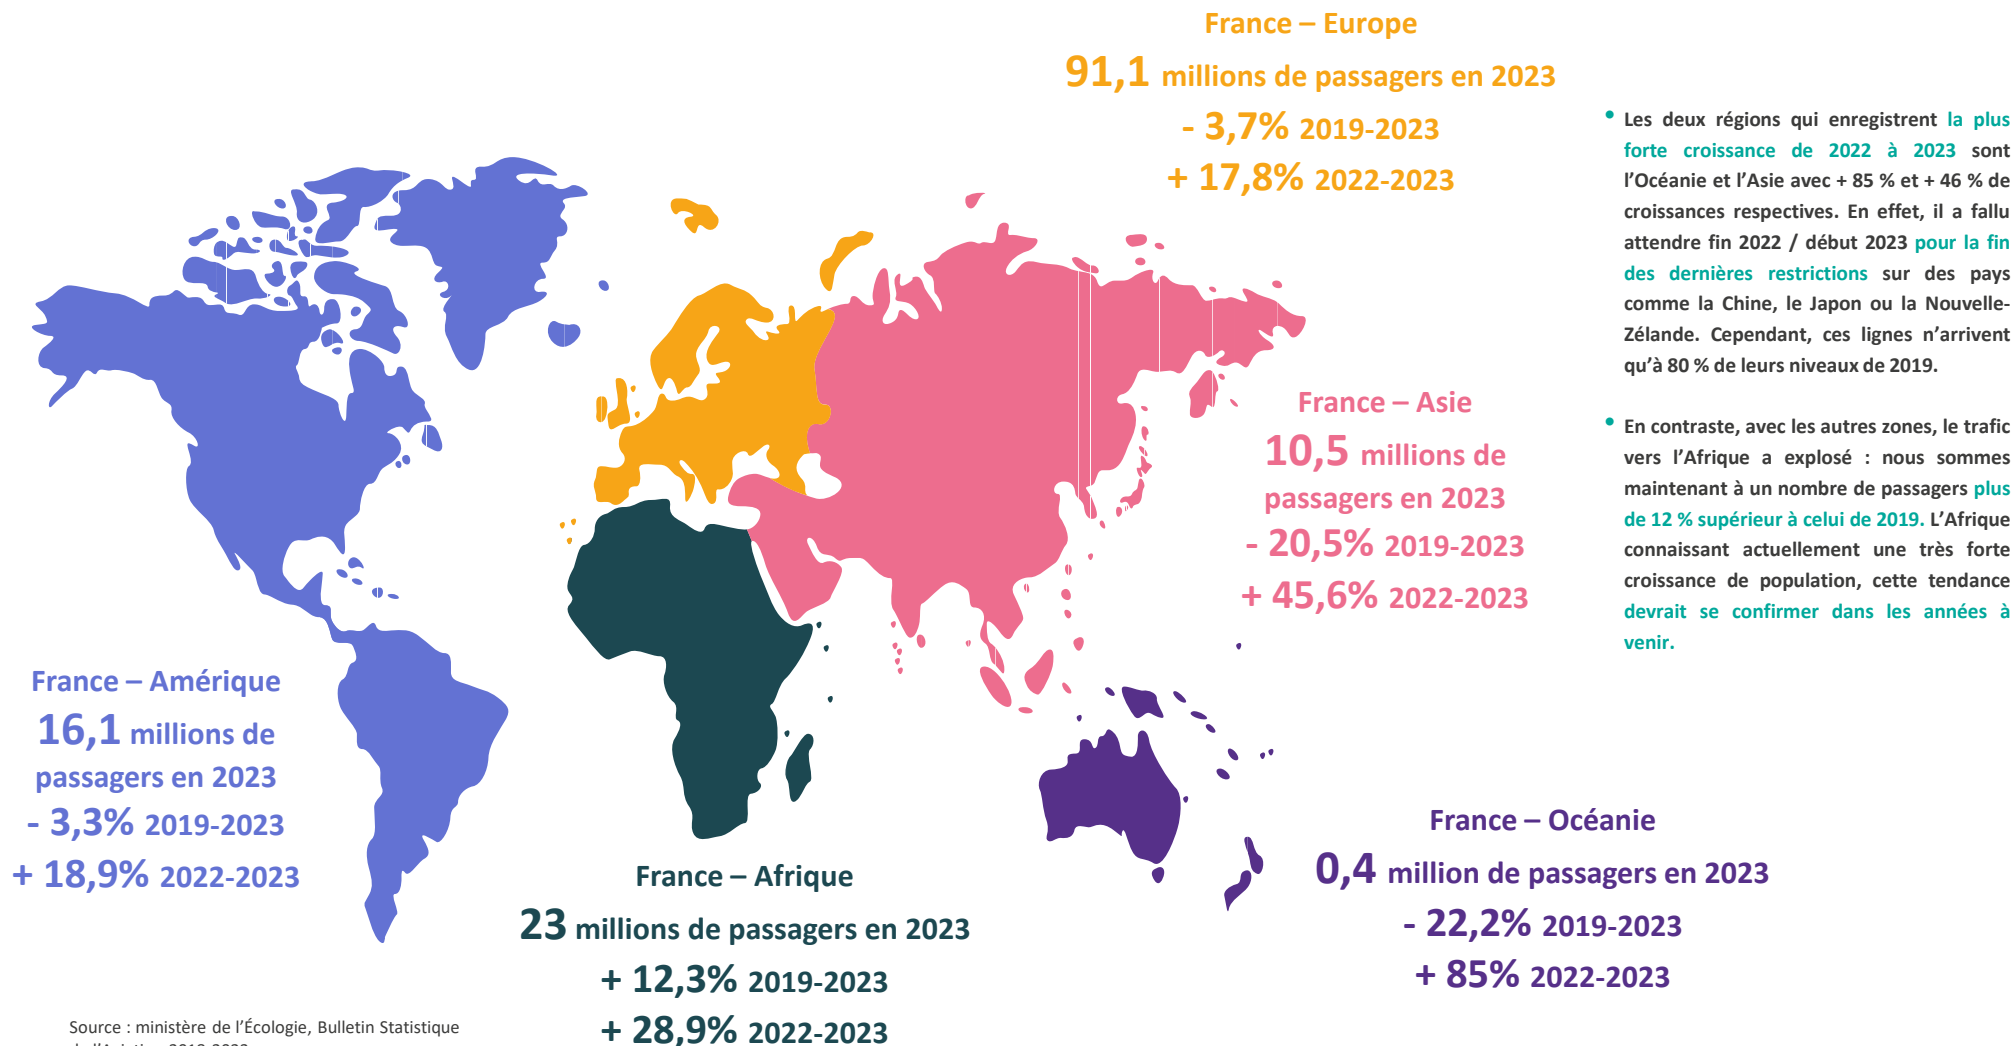 France – Europe
91,1 millions de passagers en 2023
- 3,7% 2019-2023
+ 17,8% 2022-2023
• Les deux régions qui enregistrent la plus
forte croissance de 2022 à 2023 sont
l’Océanie et l’Asie avec + 85 % et + 46 % de
croissances respectives. En effet, il a fallu
attendre fin 2022 / début 2023 pour la fin
des dernières restrictions sur des pays
comme la Chine, le Japon ou la Nouvelle-
Zélande. Cependant, ces lignes n’arrivent
qu’à 80 % de leurs niveaux de 2019.
• En contraste, avec les autres zones, le trafic
vers l’Afrique a explosé : nous sommes
maintenant à un nombre de passagers plus
de 12 % supérieur à celui de 2019. L’Afrique
connaissant actuellement une très forte
croissance de population, cette tendance
devrait se confirmer dans les années à
venir.
France – Asie
10,5 millions de
passagers en 2023
- 20,5% 2019-2023
+ 45,6% 2022-2023
France – Amérique
16,1 millions de
passagers en 2023
- 3,3% 2019-2023
+ 18,9% 2022-2023
France – Afrique
23 millions de passagers en 2023
+ 12,3% 2019-2023
+ 28,9% 2022-2023
France – Océanie
0,4 million de passagers en 2023
- 22,2% 2019-2023
+ 85% 2022-2023
Source : ministère de l’Écologie, Bulletin Statistique